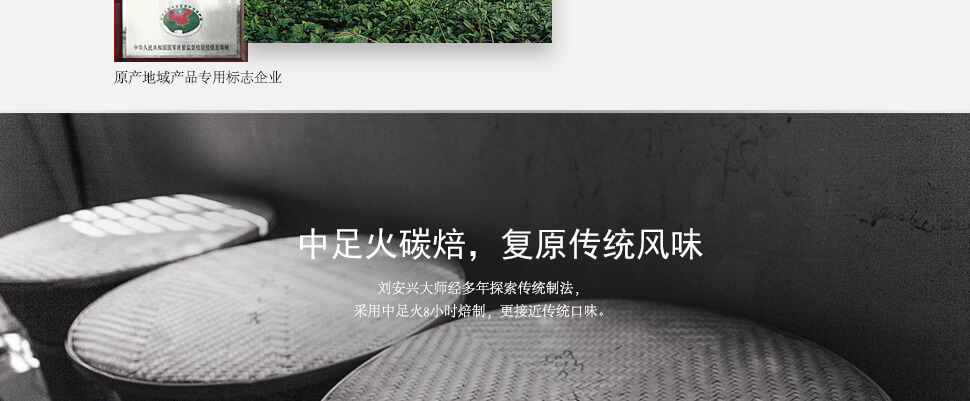 中华人民共和国国家质量监督检验检疫总局
原产地域产品专用标志企业
中足火碳焙，复原传统风味
刘安兴大师经多年探索传统制法，
采用中足火8小时焙制，更接近传统口味。